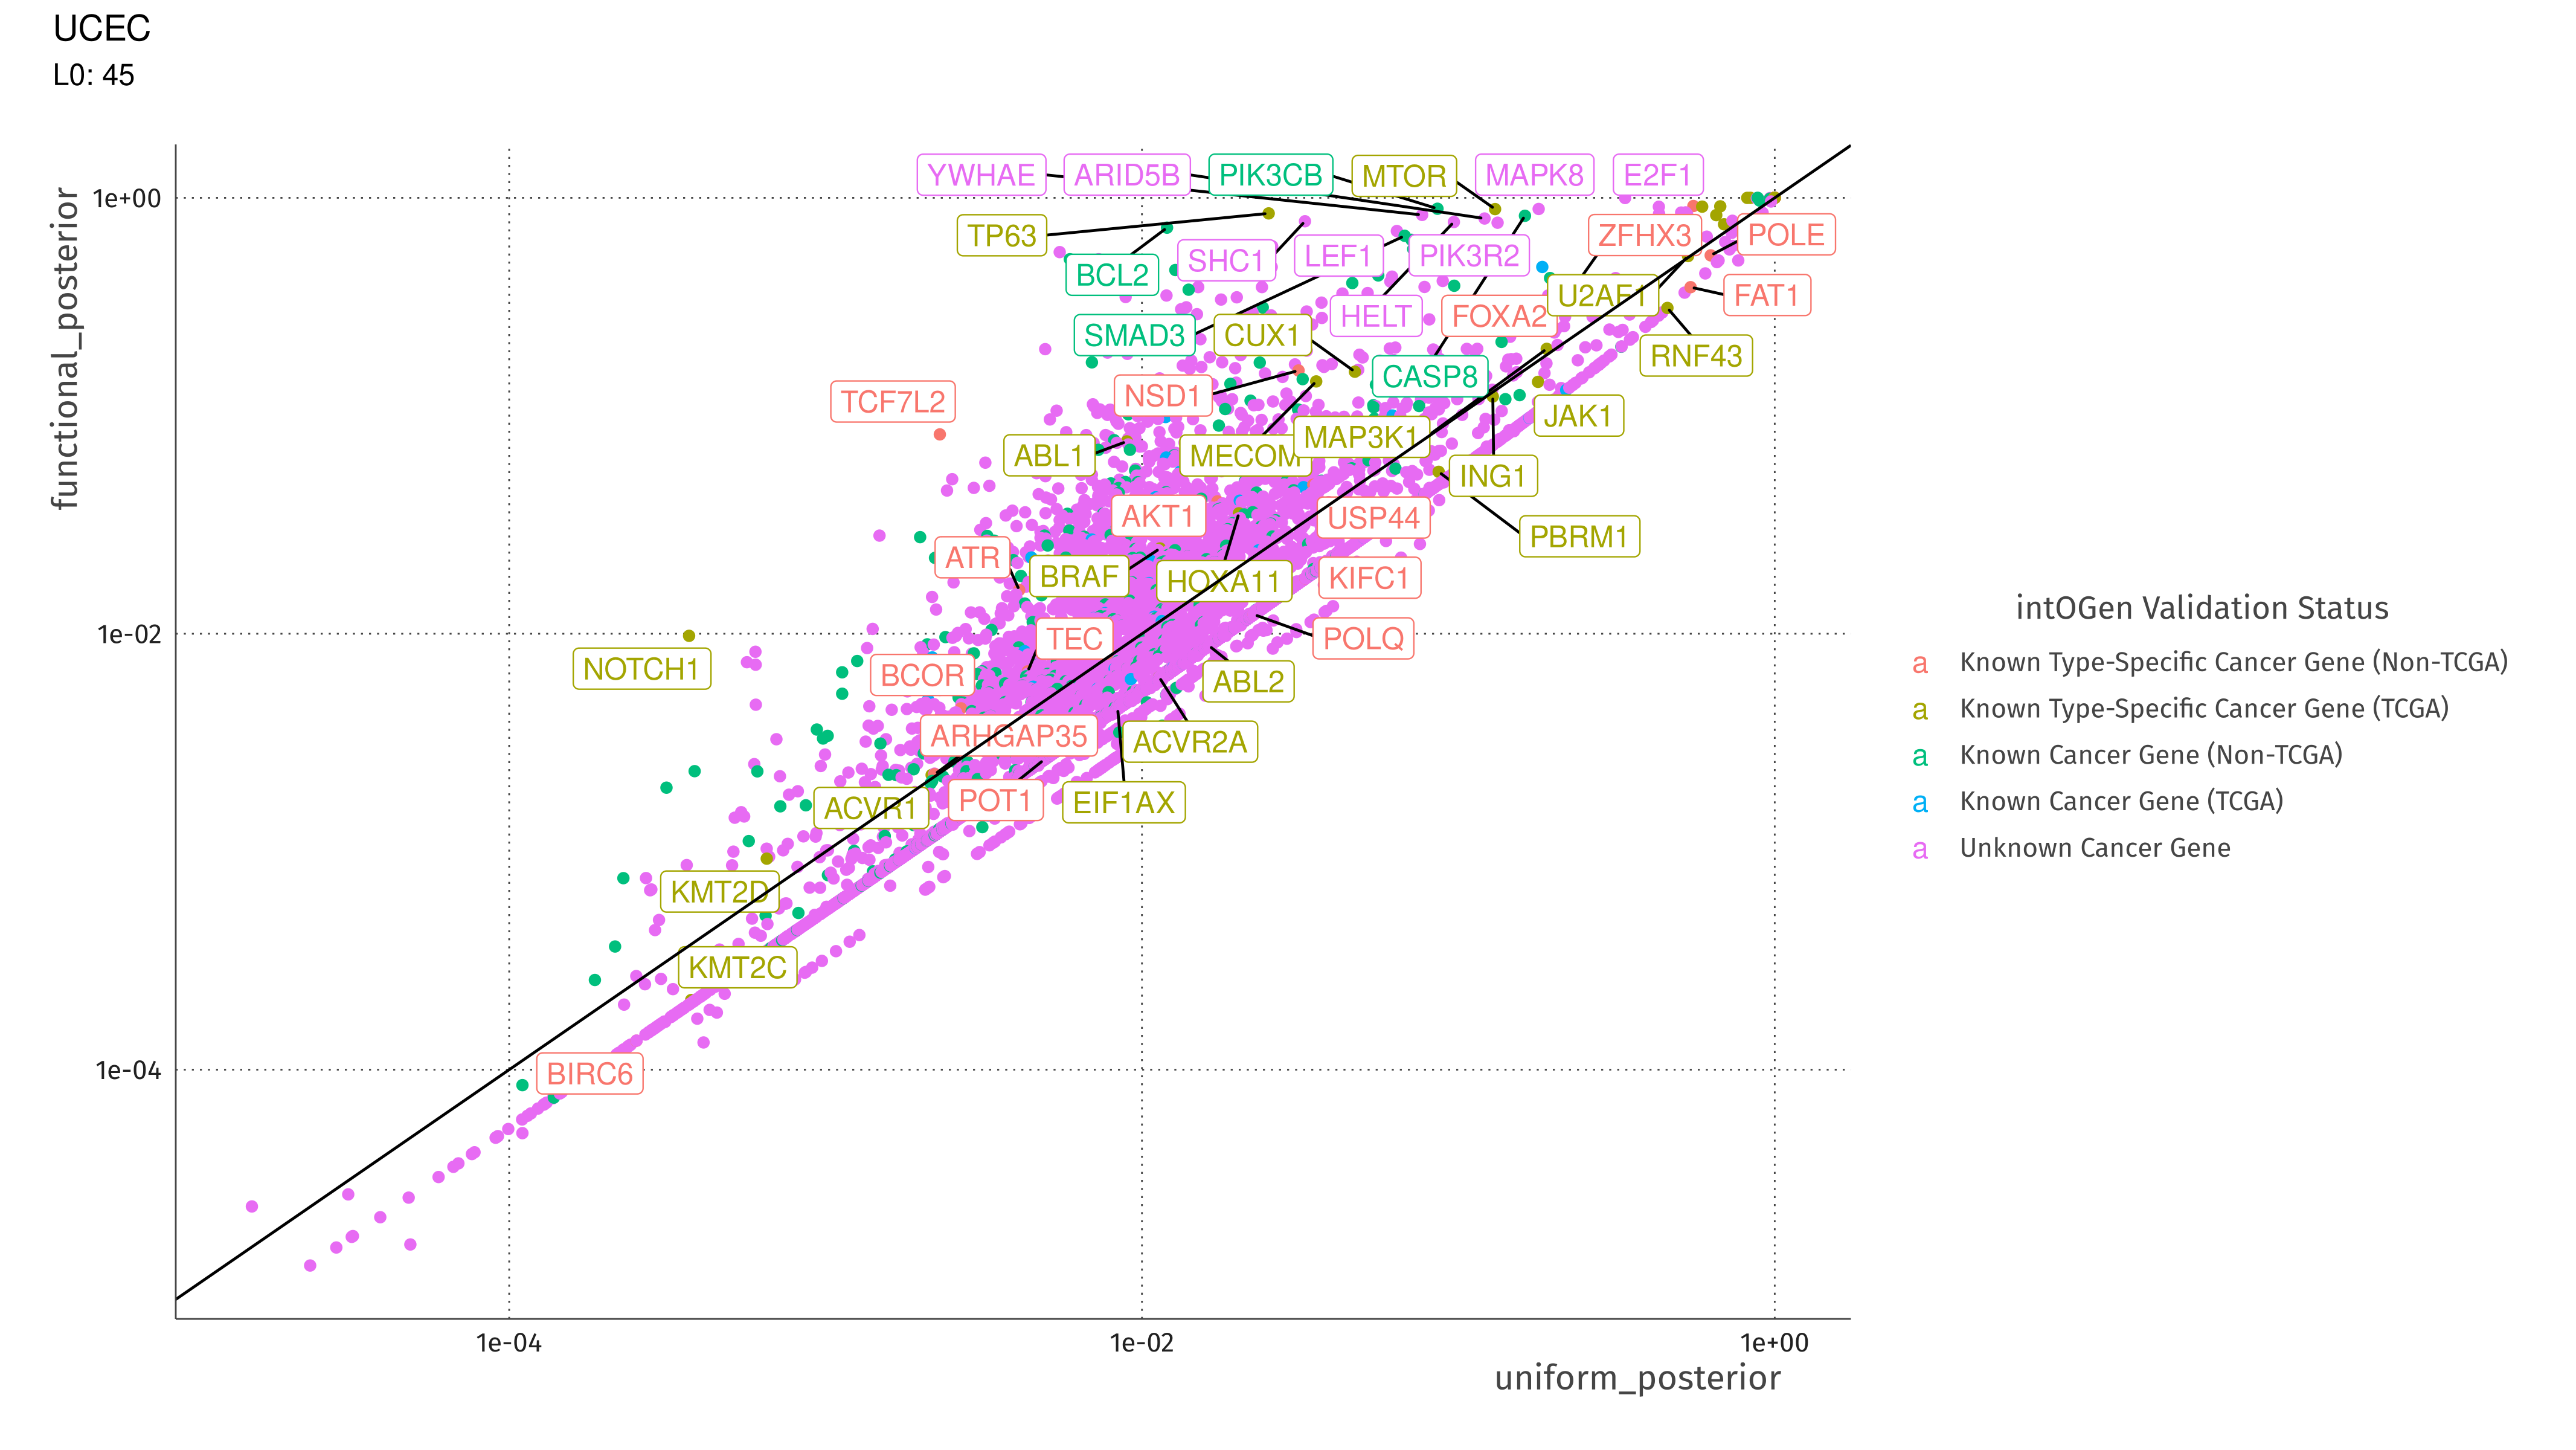 UCEC
L0: 45
functional_posterior
1e+00
1e-02
1e-04
YWHAE
ARID5B
PIK3CB
MTOR
MAPK8
E2F1
TP63
ZFHX3
POLE
BCL2
SHC1
LEF1
PIK3R2
U2AF1
FAT1
SMAD3
CUX1
HELT
FOXA2
RNF43
CASP8
TCF7L2
NSD1
JAK1
ABL1
MECOM
MAP3K1
ING1
AKT1
USP44
PBRM1
ATR
BRAF
HOXA11
KIFC1
NOTCH1
TEC
POLQ
BCOR
ABL2
ARHGAP35
ACVR2A
ACVR1
POT1
EIF1AX
KMT2D
KMT2C
BIRC6
1e-04
1e-02
1e+00
uniform_posterior
intOGen Validation Status
a Known Type-Specific Cancer Gene (Non-TCGA)
a Known Type-Specific Cancer Gene (TCGA)
a Known Cancer Gene (Non-TCGA)
a Known Cancer Gene (TCGA)
a Unknown Cancer Gene